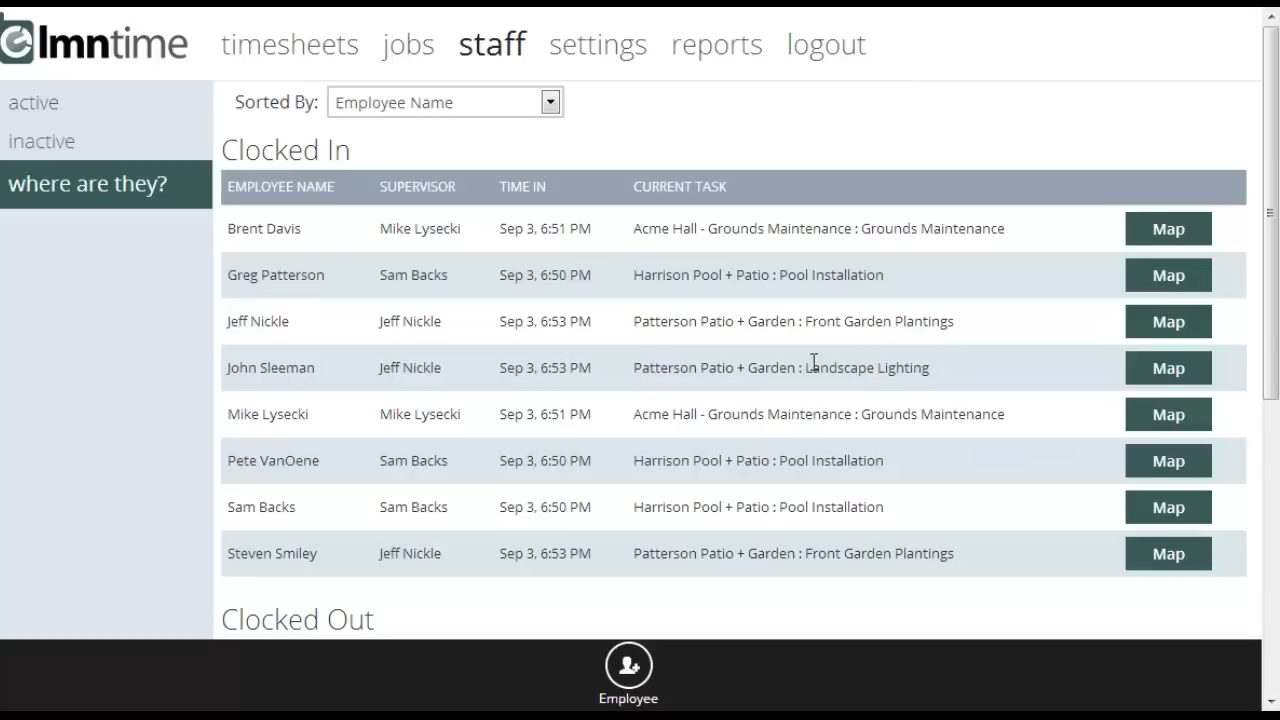 lmntime timesheets jobs staff settings reports logout
active
inactive
where are they?
Sorted By: Employee Name
Clocked In
EMPLOYEE NAME SUPERVISOR TIME IN CURRENT TASK
Brent Davis Mike Lysecki Sep 3, 6:51 PM Acme Hall - Grounds Maintenance : Grounds Maintenance Map
Greg Patterson Sam Backs Sep 3, 6:50 PM Harrison Pool + Patio : Pool Installation Map
Jeff Nickle Jeff Nickle Sep 3, 6:53 PM Patterson Patio + Garden : Front Garden Plantings Map
John Sleeman Jeff Nickle Sep 3, 6:53 PM Patterson Patio + Garden : Landscape Lighting Map
Mike Lysecki Mike Lysecki Sep 3, 6:51 PM Acme Hall - Grounds Maintenance : Grounds Maintenance Map
Pete VanOene Sam Backs Sep 3, 6:50 PM Harrison Pool + Patio : Pool Installation Map
Sam Backs Sam Backs Sep 3, 6:50 PM Harrison Pool + Patio : Pool Installation Map
Steven Smiley Jeff Nickle Sep 3, 6:53 PM Patterson Patio + Garden : Front Garden Plantings Map
Clocked Out
Employee